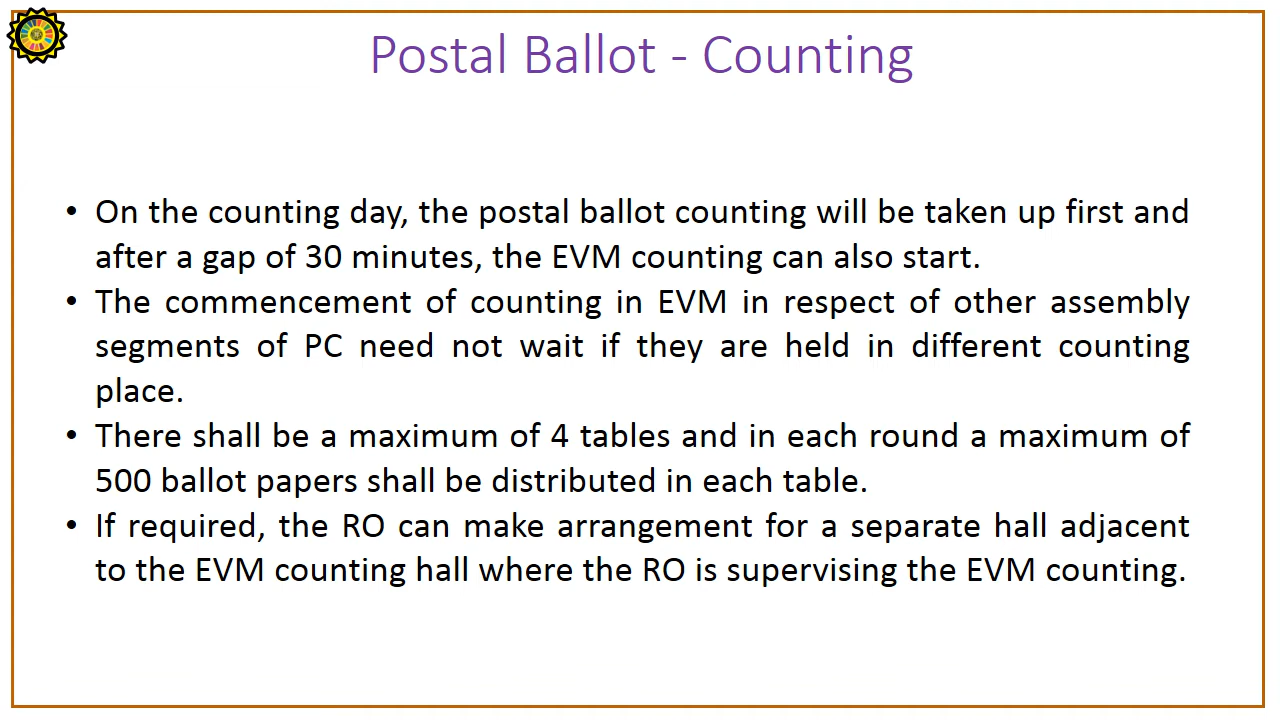 Postal Ballot - Counting
• On the counting day, the postal ballot counting will be taken up first and
after a gap of 30 minutes, the EVM counting can also start.
• The commencement of counting in EVM in respect of other assembly
segments of PC need not wait if they are held in different counting
place.
• There shall be a maximum of 4 tables and in each round a maximum of
500 ballot papers shall be distributed in each table.
• If required, the RO can make arrangement for a separate hall adjacent
to the EVM counting hall where the RO is supervising the EVM counting.